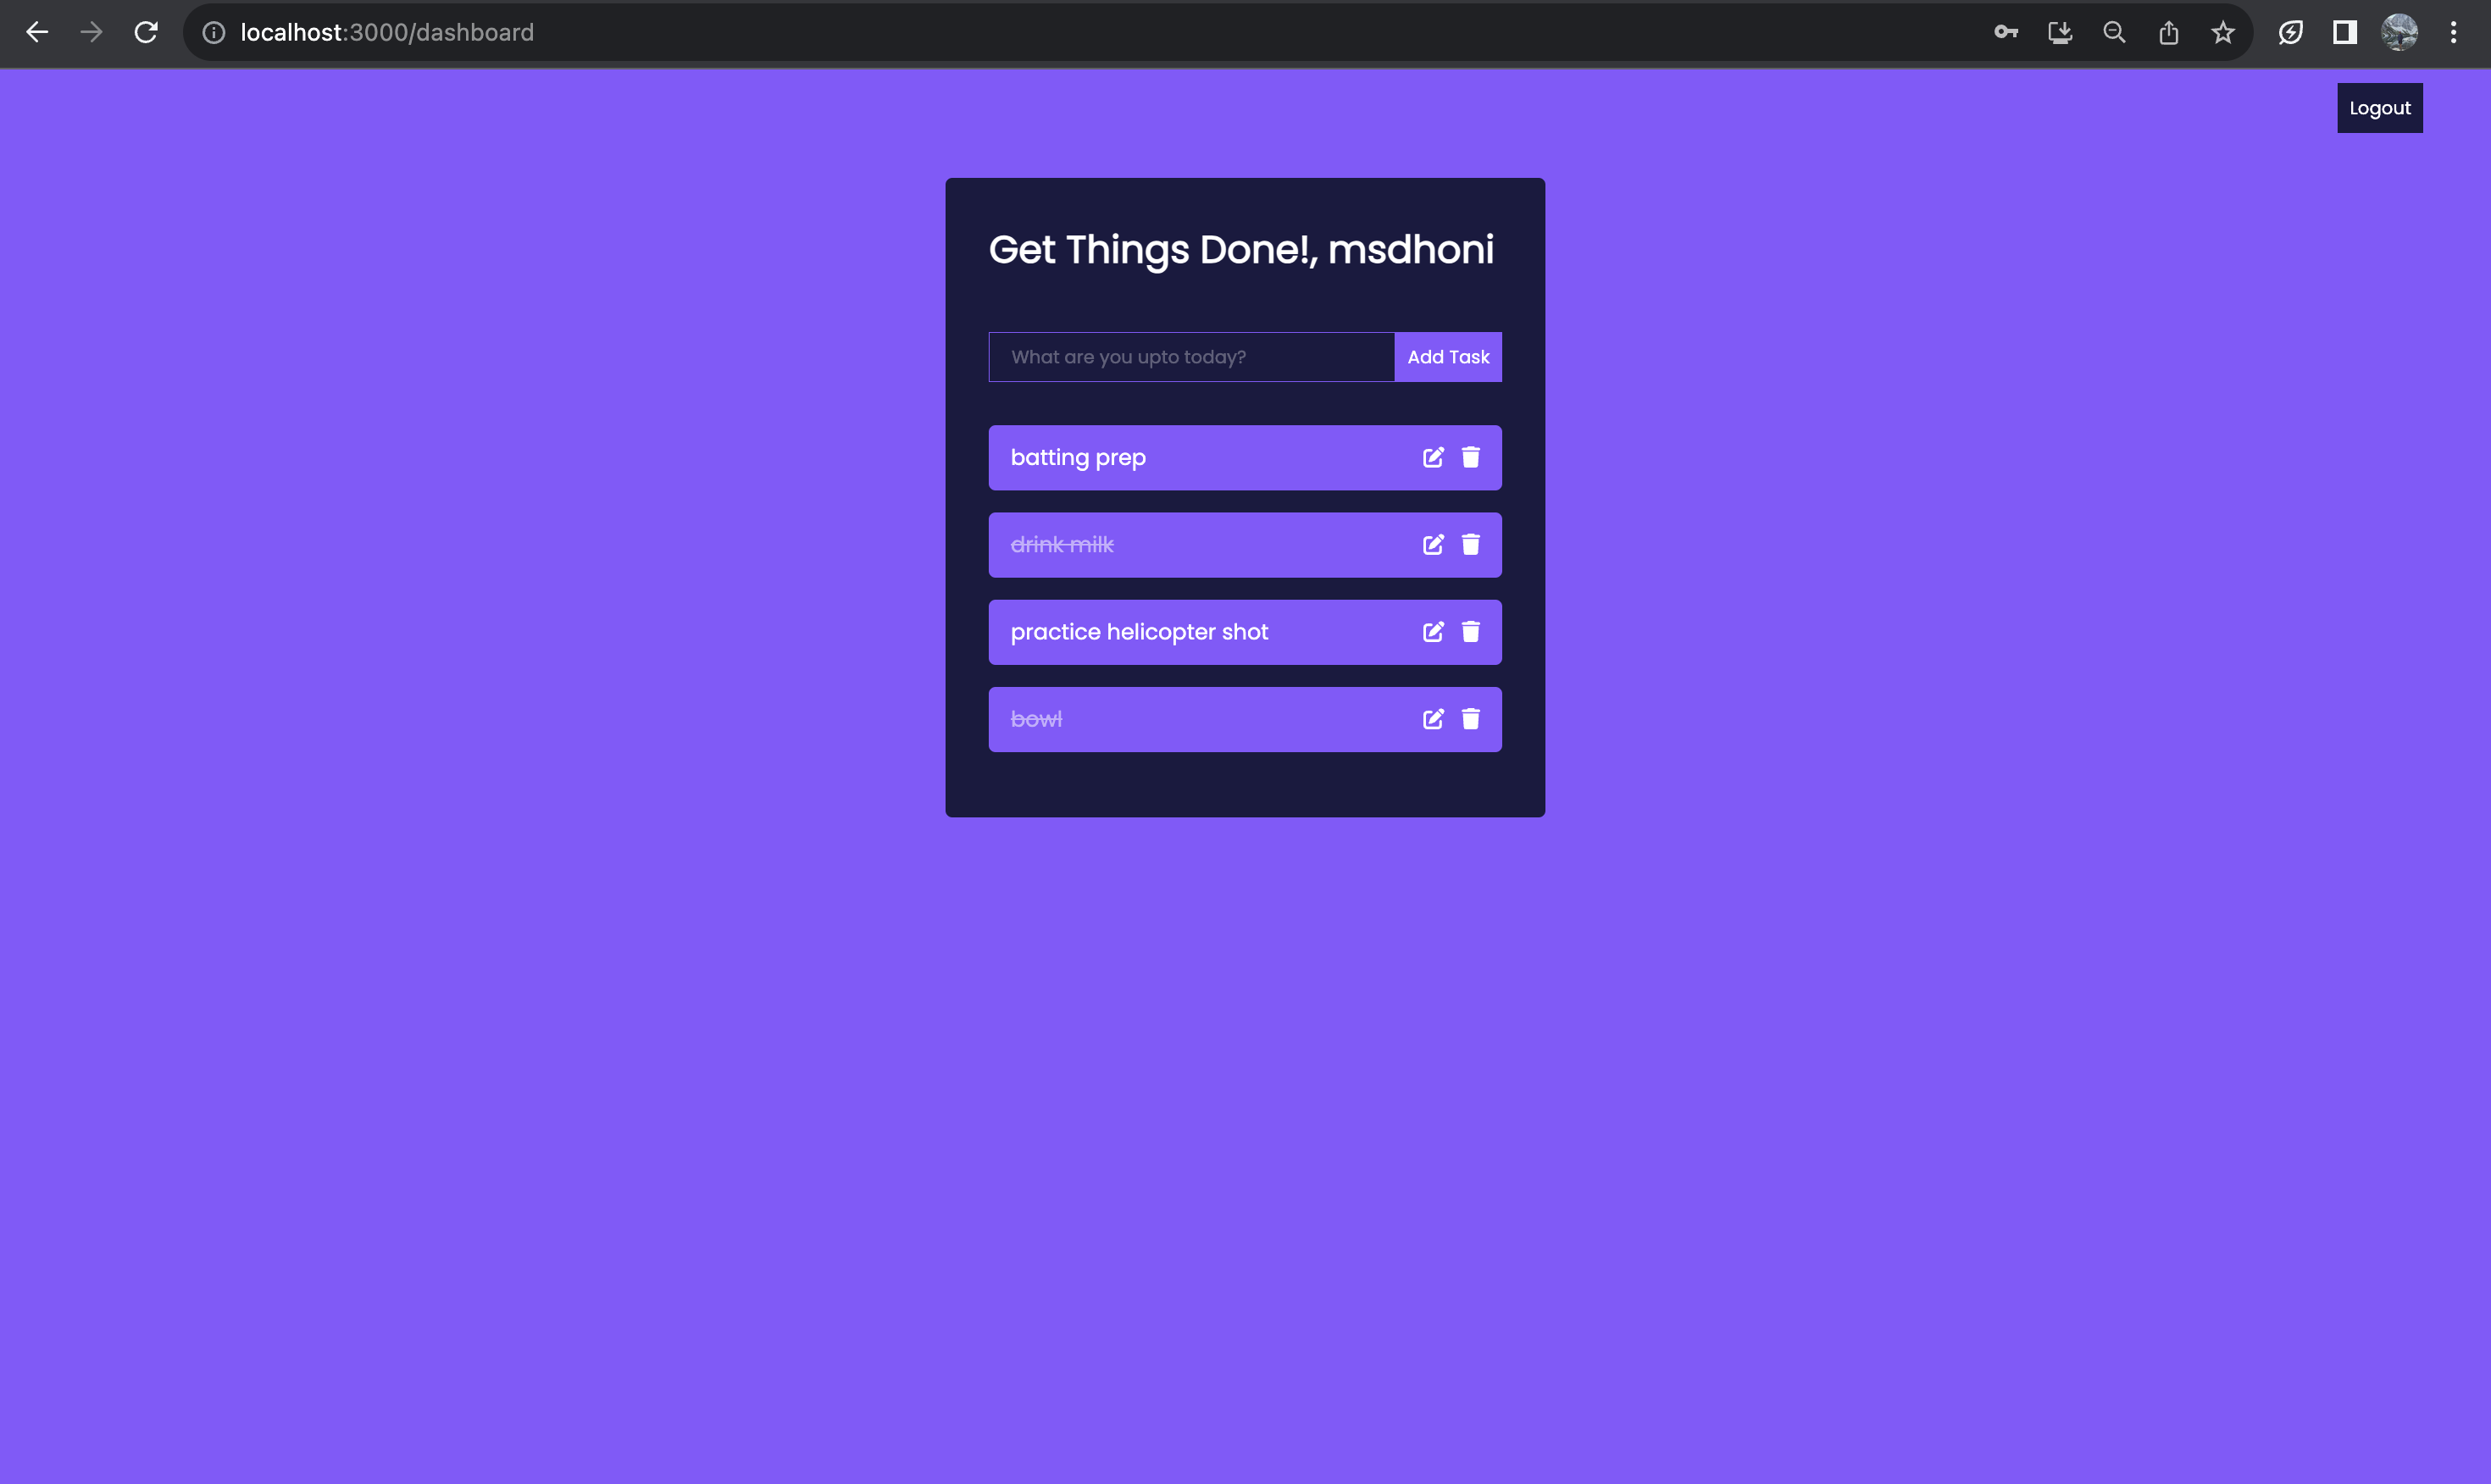 localhost:3000/dashboard
Logout
Get Things Done!, msdhoni
What are you upto today?
Add Task
batting prep
drink milk
practice helicopter shot
bowl